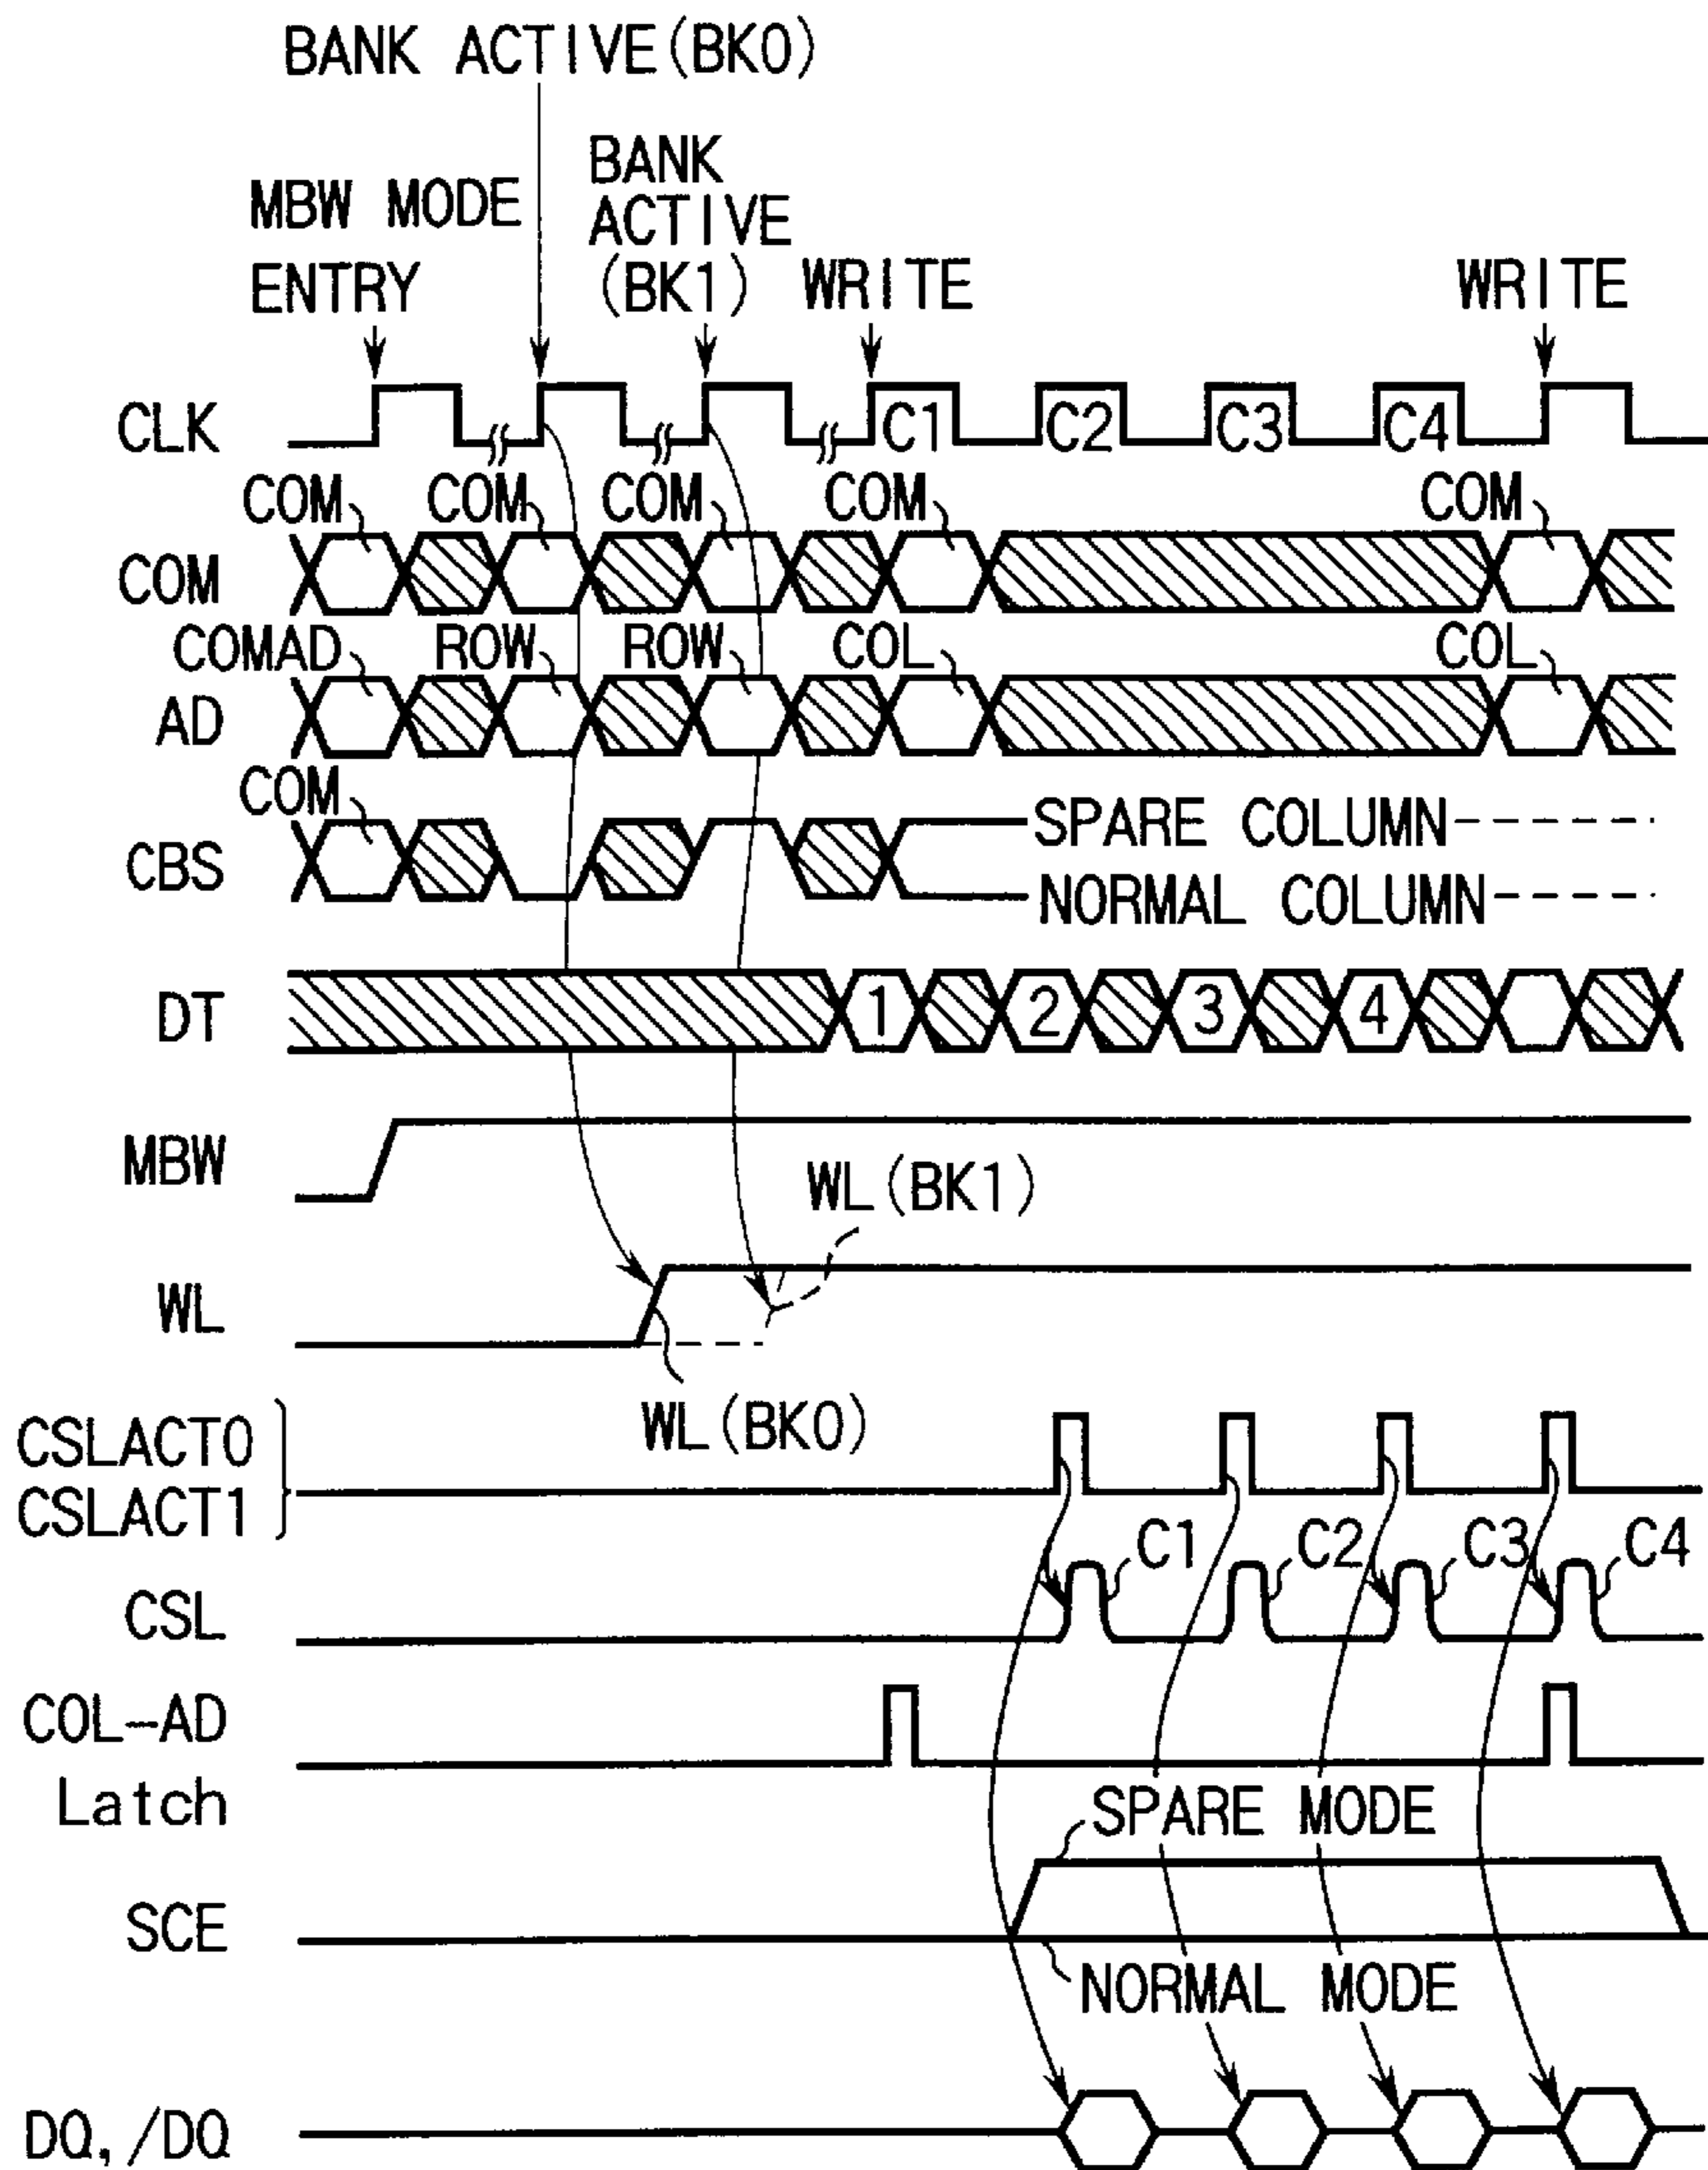 BANK ACTIVE(BK0)
MBW MODE
ENTRY
BANK
ACTIVE
(BK1)
WRITE
WRITE
CLK
C1
C2
C3
C4
COM
COM
COM
COM
COM
COM
COMAD
ROW
ROW
COL
COL
AD
COM
CBS
SPARE COLUMN
NORMAL COLUMN
DT
1
2
3
4
MBW
WL(BK1)
WL
WL(BK0)
CSLACT0
CSLACT1
C1
C2
C3
C4
CSL
COL-AD
Latch
SPARE MODE
SCE
NORMAL MODE
DQ,/DQ